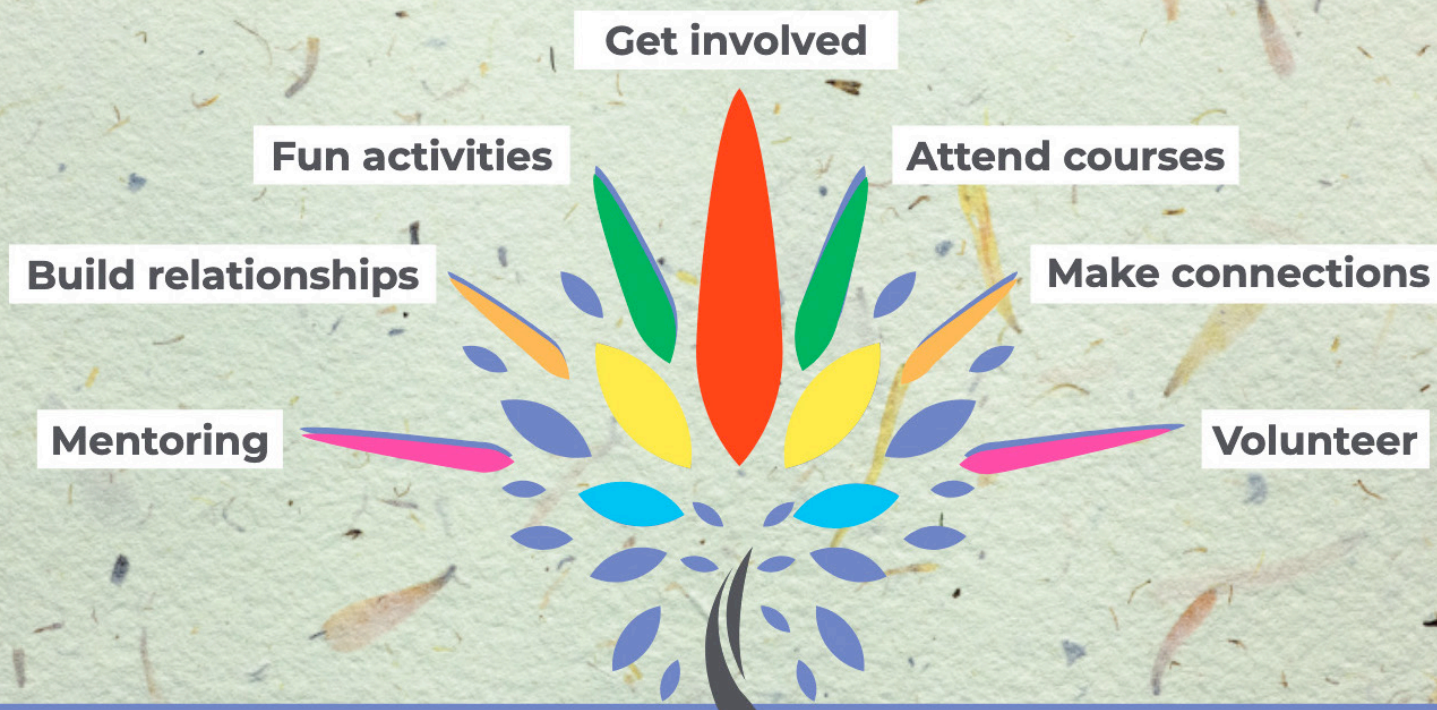 Get involved
Fun activities
Attend courses
Build relationships
Make connections
Mentoring
Volunteer